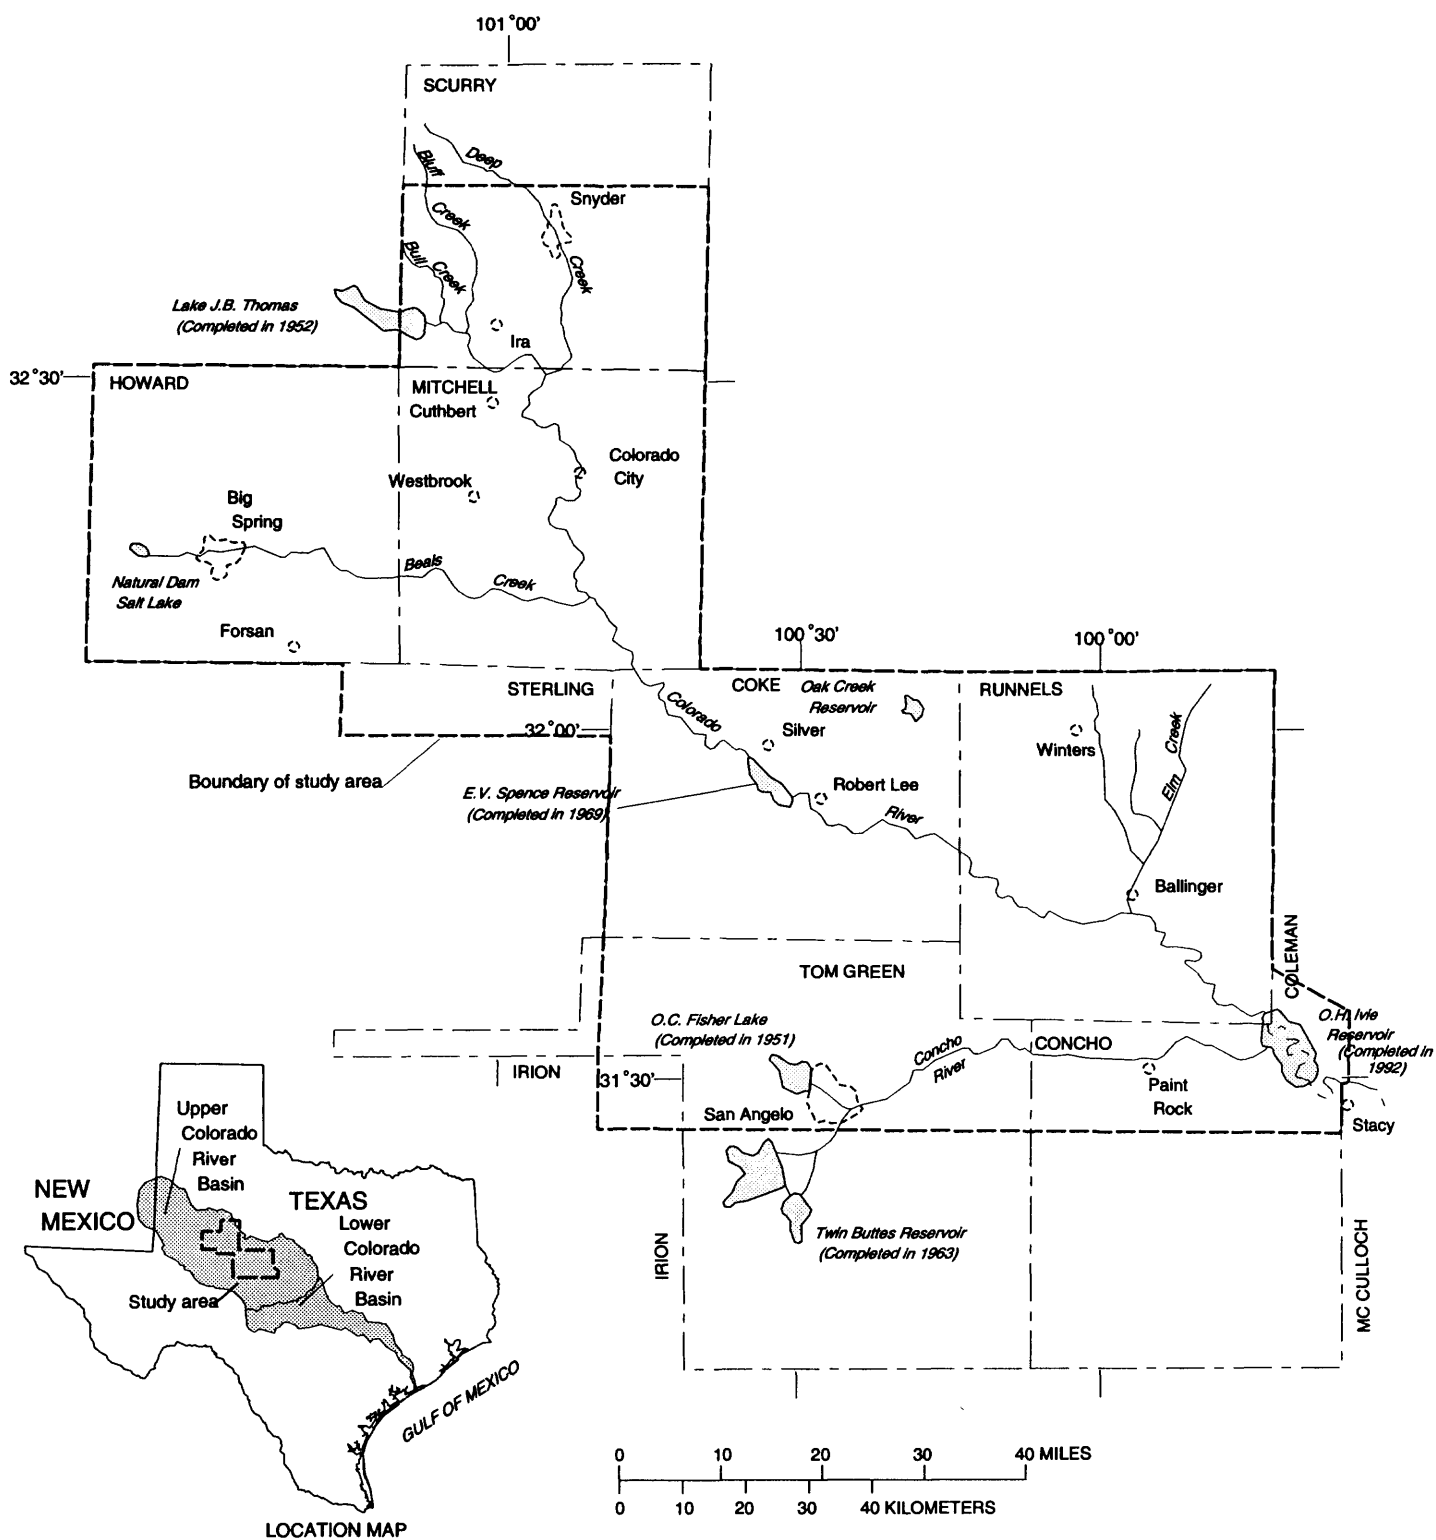 101°00'
SCURRY
Deep
Bluff
Snyder
Creek
Bull
Creek
Creek
Lake J.B. Thomas
(Completed in 1952)
Ira
32°30'
HOWARD
MITCHELL
Cuthbert
Colorado
City
Westbrook
Big
Spring
Beals
Creek
Natural Dam
Salt Lake
Forsan
100°30'
100°00'
STERLING
COKE
Oak Creek
Reservoir
RUNNELS
Colorado
32°00'
Silver
Winters
Creek
Elm
Boundary of study area
E.V. Spence Reservoir
(Completed in 1969)
Robert Lee
River
Ballinger
COLEMAN
TOM GREEN
O.C. Fisher Lake
(Completed in 1951)
O.H. Ivie
Reservoir
(Completed in
1992)
Concho
River
CONCHO
IRION
31°30'
Paint
Rock
San Angelo
Stacy
Upper
Colorado
River
Basin
NEW
MEXICO
TEXAS
Lower
Colorado
River
Basin
Study area
Twin Buttes Reservoir
(Completed in 1963)
IRION
MC CULLOCH
GULF OF MEXICO
0 10 20 30 40 MILES
0 10 20 30 40 KILOMETERS
LOCATION MAP